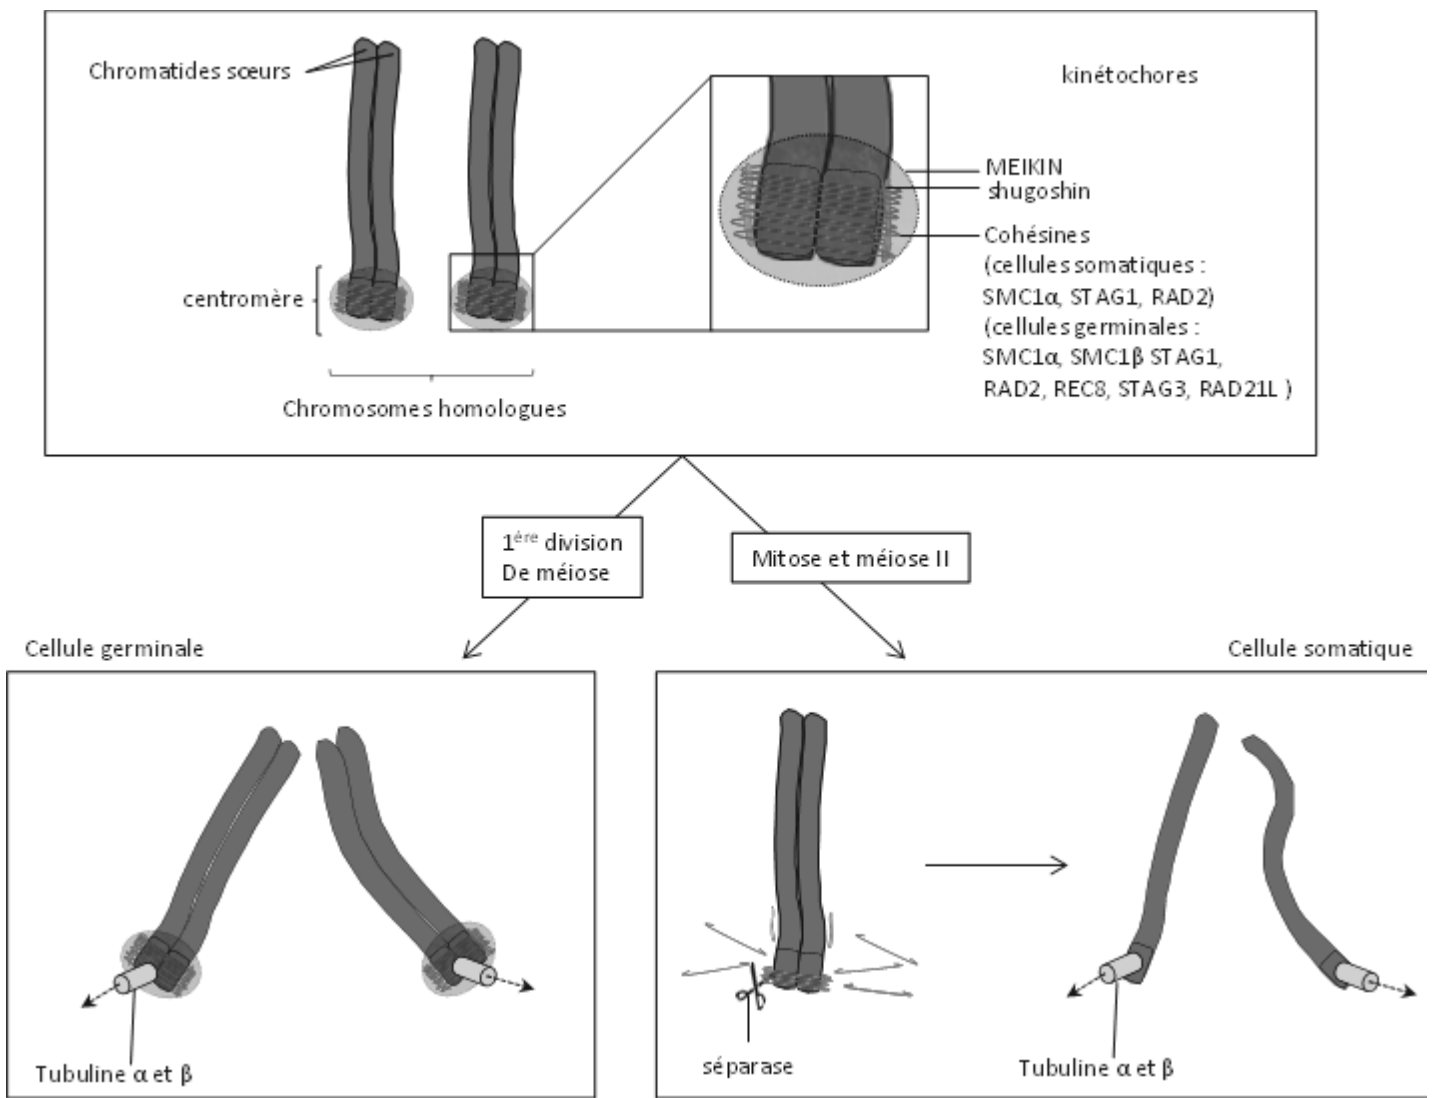 Chromatides sœurs
kinétochores
MEIKIN
shugoshin
Cohésines
(cellules somatiques :
SMC1α, STAG1, RAD2)
(cellules germinales :
SMC1α, SMC1β STAG1,
RAD2, REC8, STAG3, RAD21L )
centromère
Chromosomes homologues
1ére division
De méiose
Mitose et méiose II
Cellule germinale
Cellule somatique
Tubuline α et β
séparase
Tubuline α et β